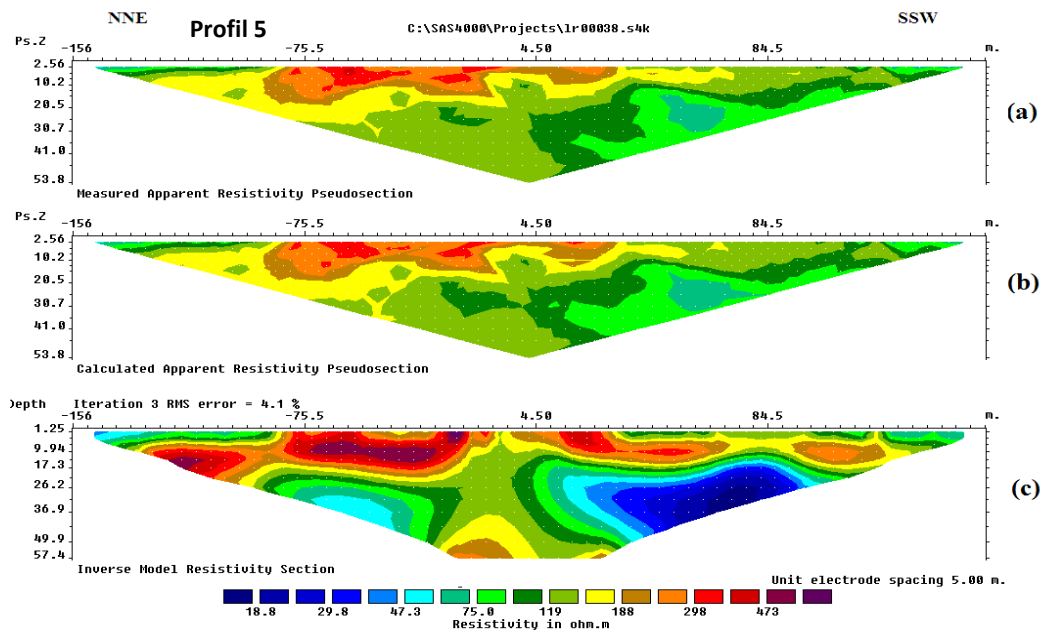 NNE Profil 5 C:\SAS4000\Projects\lr00038.s4k SSW
Ps.Z -156 -75.5 4.50 84.5 m.
2.56
10.2
20.5
30.7
41.0
53.8
(a)
Measured Apparent Resistivity Pseudosection
Ps.Z -156 -75.5 4.50 84.5 m.
2.56
10.2
20.5
30.7
41.0
53.8
(b)
Calculated Apparent Resistivity Pseudosection
Depth Iteration 3 RMS error = 4.1 %
-156 -75.5 4.50 84.5 m.
1.25
9.94
17.3
26.2
36.9
49.9
57.4
(c)
Inverse Model Resistivity Section
Unit electrode spacing 5.00 m.
18.8 29.8 47.3 75.0 119 188 298 473
Resistivity in ohm.m